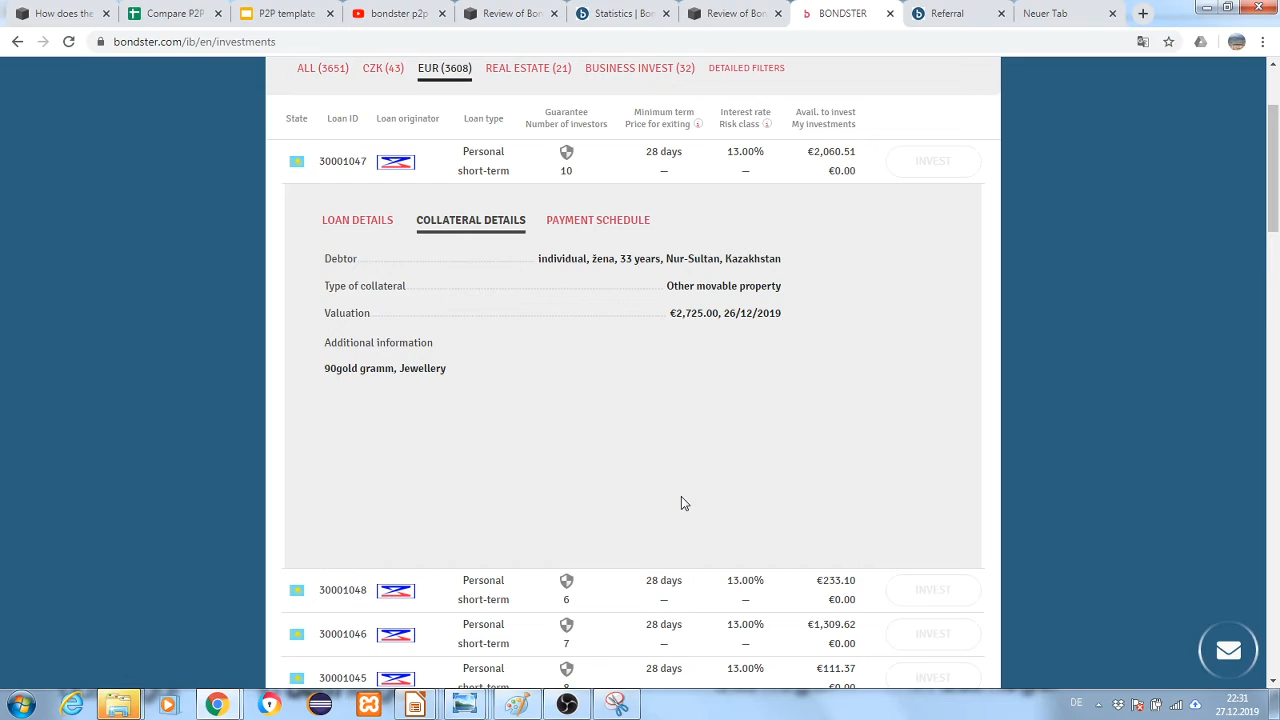 How does the
Compare P2P
P2P template
bondster p2p
Review of Bon
Statistics | Bon
Review of Bon
BONDSTER
Referral
Neuer Tab
bondster.com/ib/en/investments
ALL (3651) CZK (43) EUR (3608) REAL ESTATE (21) BUSINESS INVEST (32) DETAILED FILTERS
State Loan ID Loan originator Loan type Guarantee Minimum term Interest rate Avail. to invest
Number of investors Price for exiting Risk class My investments
30001047 Personal 28 days 13.00% €2,060.51 INVEST
short-term 10 — — €0.00
LOAN DETAILS COLLATERAL DETAILS PAYMENT SCHEDULE
Debtor individual, žena, 33 years, Nur-Sultan, Kazakhstan
Type of collateral Other movable property
Valuation €2,725.00, 26/12/2019
Additional information
90gold gramm, Jewellery
30001048 Personal 28 days 13.00% €233.10 INVEST
short-term 6 — — €0.00
30001046 Personal 28 days 13.00% €1,309.62 INVEST
short-term 7 — — €0.00
30001045 Personal 28 days 13.00% €111.37 INVEST
DE 22:31
27.12.2019